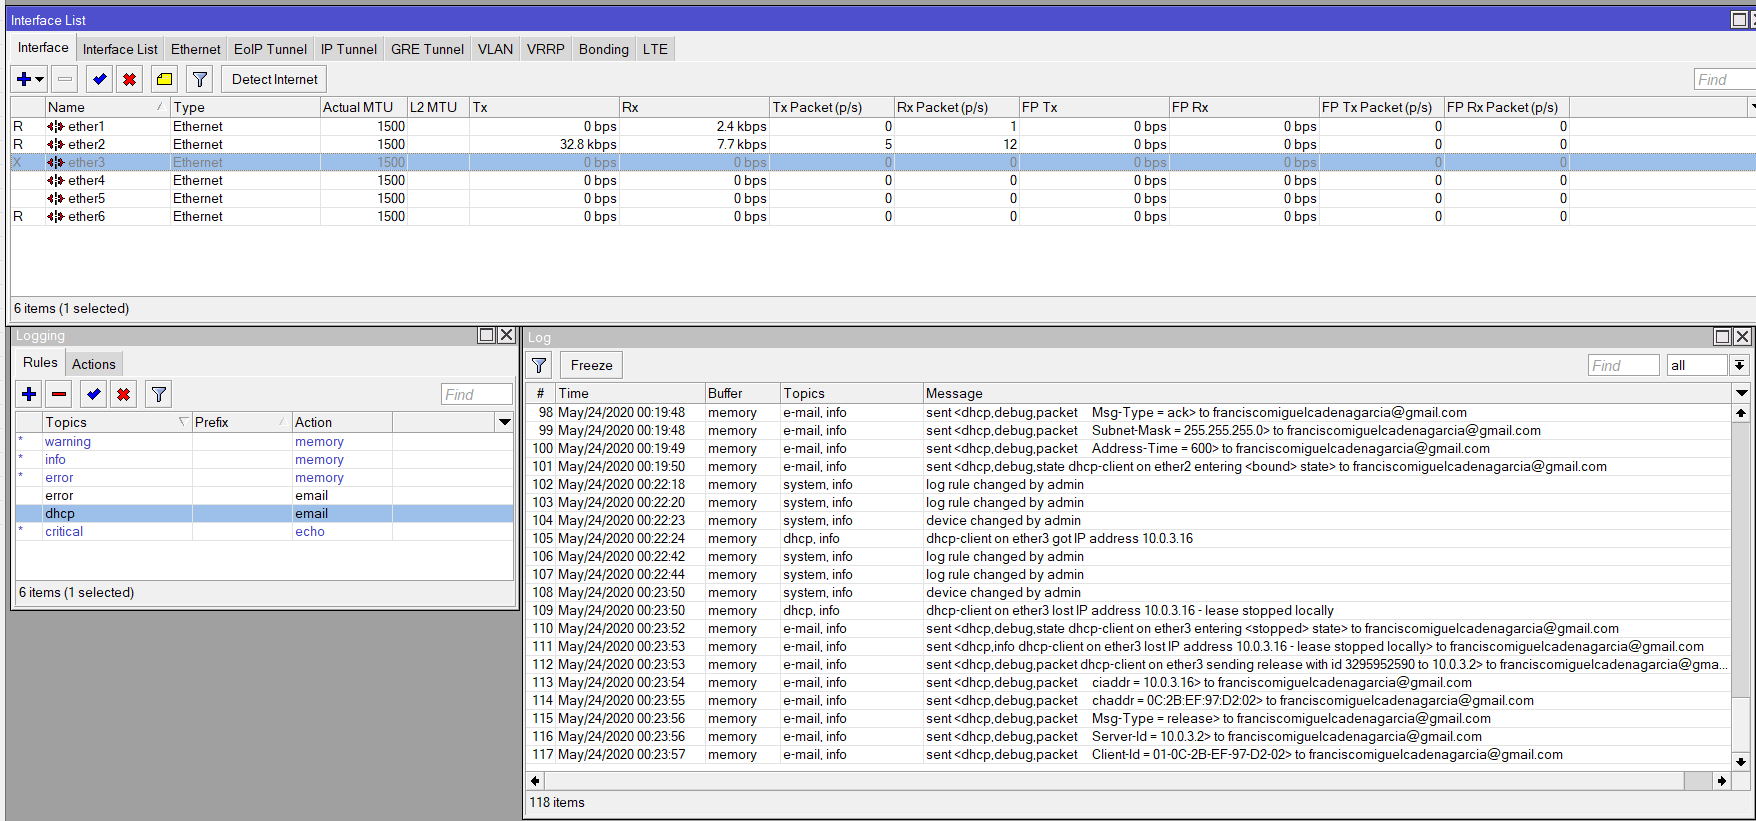 Interface List
Interface Interface List Ethernet EoIP Tunnel IP Tunnel GRE Tunnel VLAN VRRP Bonding LTE
Detect Internet Find
Name Type Actual MTU L2 MTU Tx Rx Tx Packet (p/s) Rx Packet (p/s) FP Tx FP Rx FP Tx Packet (p/s) FP Rx Packet (p/s)
R ether1 Ethernet 1500 0 bps 2.4 kbps 0 1 0 bps 0 bps 0 0
R ether2 Ethernet 1500 32.8 kbps 7.7 kbps 5 12 0 bps 0 bps 0 0
X ether3 Ethernet 1500 0 bps 0 bps 0 0 0 bps 0 bps 0 0
ether4 Ethernet 1500 0 bps 0 bps 0 0 0 bps 0 bps 0 0
ether5 Ethernet 1500 0 bps 0 bps 0 0 0 bps 0 bps 0 0
R ether6 Ethernet 1500 0 bps 0 bps 0 0 0 bps 0 bps 0 0
6 items (1 selected)
Logging
Rules Actions
Find
Topics Prefix Action
* warning memory
* info memory
* error memory
error email
dhcp email
* critical echo
6 items (1 selected)
Log
Freeze Find all
# Time Buffer Topics Message
98 May/24/2020 00:19:48 memory e-mail, info sent <dhcp,debug,packet Msg-Type = ack> to franciscomiguelcadenagarcia@gmail.com
99 May/24/2020 00:19:48 memory e-mail, info sent <dhcp,debug,packet Subnet-Mask = 255.255.255.0> to franciscomiguelcadenagarcia@gmail.com
100 May/24/2020 00:19:49 memory e-mail, info sent <dhcp,debug,packet Address-Time = 600> to franciscomiguelcadenagarcia@gmail.com
101 May/24/2020 00:19:50 memory e-mail, info sent <dhcp,debug,state dhcp-client on ether2 entering <bound> state> to franciscomiguelcadenagarcia@gmail.com
102 May/24/2020 00:22:18 memory system, info log rule changed by admin
103 May/24/2020 00:22:20 memory system, info log rule changed by admin
104 May/24/2020 00:22:23 memory system, info device changed by admin
105 May/24/2020 00:22:24 memory dhcp, info dhcp-client on ether3 got IP address 10.0.3.16
106 May/24/2020 00:22:42 memory system, info log rule changed by admin
107 May/24/2020 00:22:44 memory system, info log rule changed by admin
108 May/24/2020 00:23:50 memory system, info device changed by admin
109 May/24/2020 00:23:50 memory dhcp, info dhcp-client on ether3 lost IP address 10.0.3.16 - lease stopped locally
110 May/24/2020 00:23:52 memory e-mail, info sent <dhcp,debug,state dhcp-client on ether3 entering <stopped> state> to franciscomiguelcadenagarcia@gmail.com
111 May/24/2020 00:23:53 memory e-mail, info sent <dhcp,info dhcp-client on ether3 lost IP address 10.0.3.16 - lease stopped locally> to franciscomiguelcadenagarcia@gmail.com
112 May/24/2020 00:23:53 memory e-mail, info sent <dhcp,debug,packet dhcp-client on ether3 sending release with id 3295952590 to 10.0.3.2> to franciscomiguelcadenagarcia@gma...
113 May/24/2020 00:23:54 memory e-mail, info sent <dhcp,debug,packet ciaddr = 10.0.3.16> to franciscomiguelcadenagarcia@gmail.com
114 May/24/2020 00:23:55 memory e-mail, info sent <dhcp,debug,packet chaddr = 0C:2B:EF:97:D2:02> to franciscomiguelcadenagarcia@gmail.com
115 May/24/2020 00:23:56 memory e-mail, info sent <dhcp,debug,packet Msg-Type = release> to franciscomiguelcadenagarcia@gmail.com
116 May/24/2020 00:23:56 memory e-mail, info sent <dhcp,debug,packet Server-Id = 10.0.3.2> to franciscomiguelcadenagarcia@gmail.com
117 May/24/2020 00:23:57 memory e-mail, info sent <dhcp,debug,packet Client-Id = 01-0C-2B-EF-97-D2-02> to franciscomiguelcadenagarcia@gmail.com
118 items